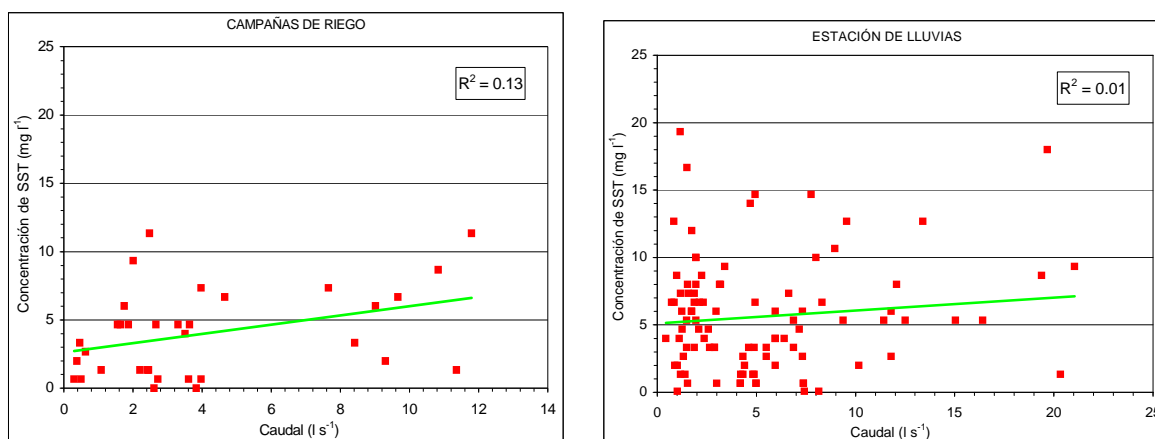 CAMPAÑAS DE RIEGO
R² = 0.13
Concentración de SST (mg l⁻¹)
25
20
15
10
5
0
0 2 4 6 8 10 12 14
Caudal (l s⁻¹)
ESTACIÓN DE LLUVIAS
R² = 0.01
Concentración de SST (mg l⁻¹)
25
20
15
10
5
0
0 5 10 15 20 25
Caudal (l s⁻¹)